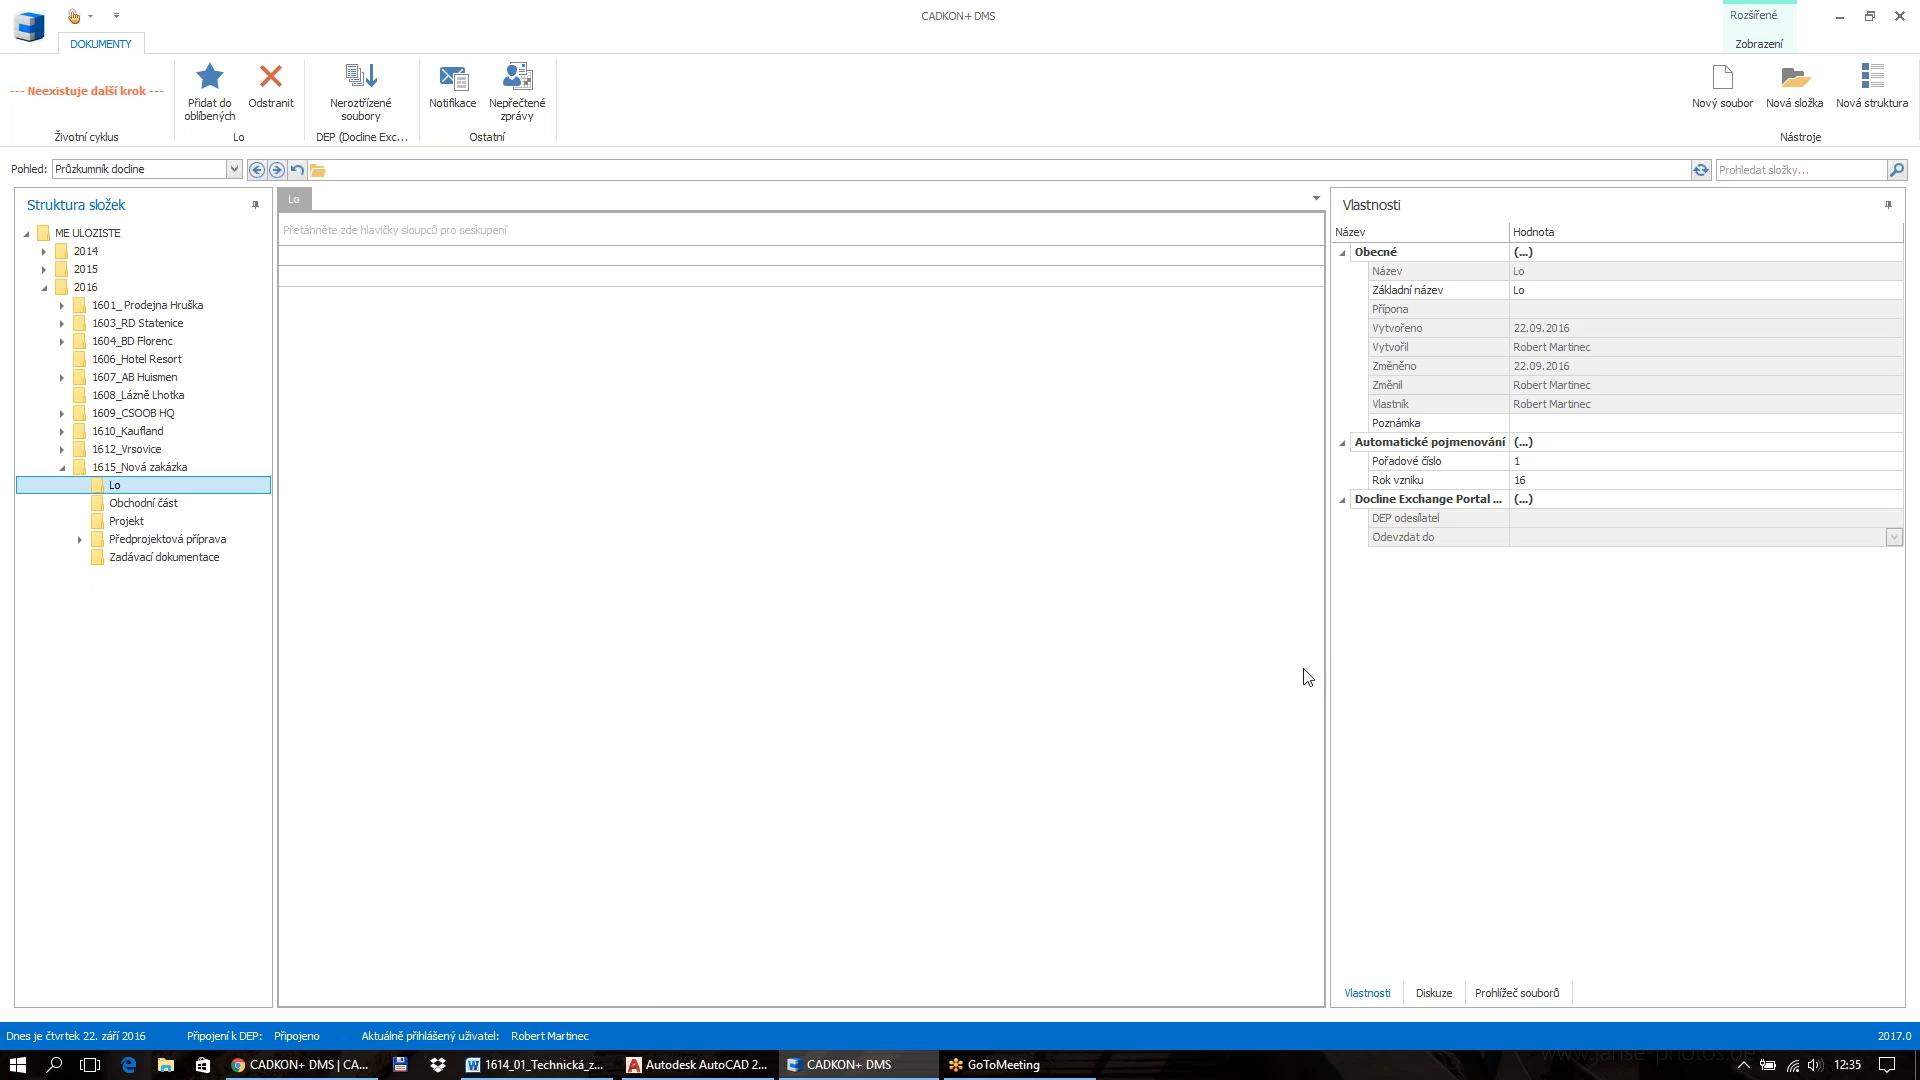 CADKON+ DMS
Rozšířené
DOKUMENTY
Zobrazení
--- Neexistuje další krok ---
Životní cyklus
Přidat do
oblíbených
Odstranit
Lo
Neroztřízené
soubory
DEP (Docline Exc...
Notifikace
Nepřečtené
zprávy
Ostatní
Nový soubor
Nová složka
Nová struktura
Nástroje
Pohled:
Průzkumník docline
Prohledat složky...
Struktura složek
ME ULOZISTE
2014
2015
2016
1601_ Prodejna Hruška
1603_RD Statenice
1604_BD Florenc
1606_Hotel Resort
1607_AB Huismen
1608_Lázně Lhotka
1609_CSOOB HQ
1610_Kaufland
1612_Vrsovice
1615_Nová zakázka
Lo
Obchodní část
Projekt
Předprojektová příprava
Zadávací dokumentace
Lo
Přetáhněte zde hlavičky sloupců pro seskupení
Vlastnosti
Název Hodnota
Obecné (...)
Název Lo
Základní název Lo
Přípona
Vytvořeno 22.09.2016
Vytvořil Robert Martinec
Změněno 22.09.2016
Změnil Robert Martinec
Vlastník Robert Martinec
Poznámka
Automatické pojmenování (...)
Pořadové číslo 1
Rok vzniku 16
Docline Exchange Portal ... (...)
DEP odesílatel
Odevzdat do
Vlastnosti Diskuze Prohlížeč souborů
Dnes je čtvrtek 22. září 2016 Připojení k DEP: Připojeno Aktuálně přihlášený uživatel: Robert Martinec 2017.0
CADKON+ DMS | CA...
1614_01_Technická_z...
Autodesk AutoCAD 2...
CADKON+ DMS
GoToMeeting
www.janse-photos.de
12:35